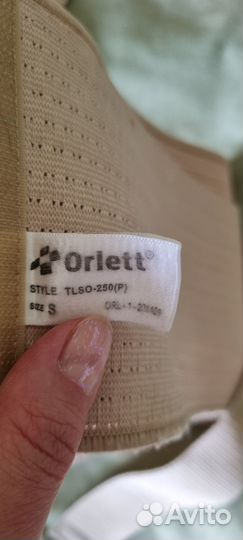 Orlett®
STYLE TLSO-250(P)
SIZE S
Avito